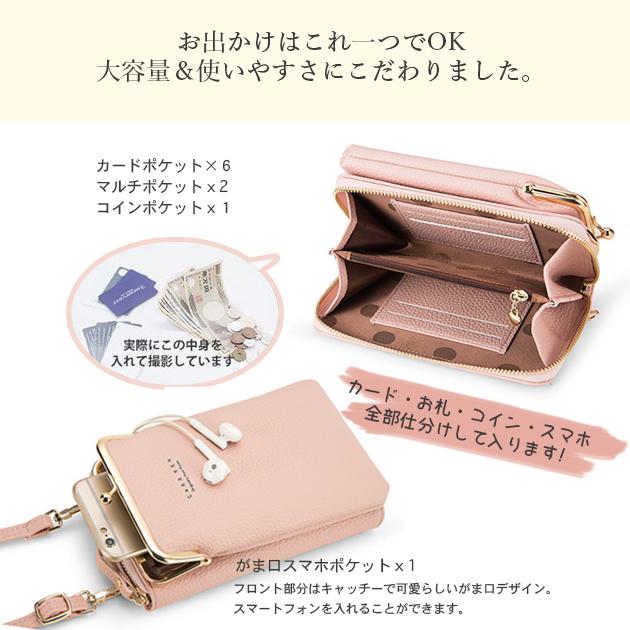 お出かけはこれ一つでOK
大容量＆使いやすさにこだわりました。
カードポケット×６
マルチポケットｘ２
コインポケットｘ１
実際にこの中身を
入れて撮影しています
カード・お札・コイン・スマホ
全部仕分けして入ります!
CARRKEN
がま口スマホポケットｘ１
フロント部分はキャッチーで可愛らしいがま口デザイン。
スマートフォンを入れることができます。